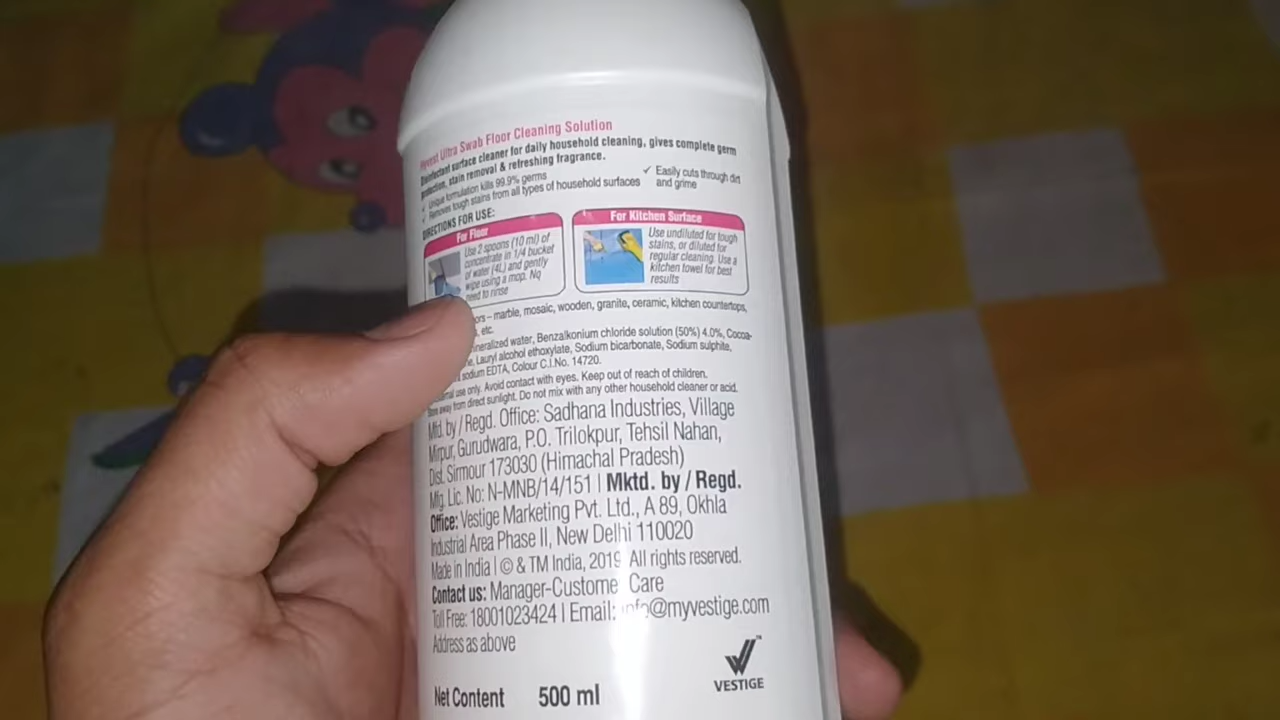 Hyvest Ultra Swab Floor Cleaning Solution
Disinfectant surface cleaner for daily household cleaning, gives complete germ
protection, stain removal & refreshing fragrance.
✓ Unique formulation kills 99.9% germs
✓ Removes tough stains from all types of household surfaces
✓ Easily cuts through dirt
and grime
DIRECTIONS FOR USE:
For Floor
Use 2 spoons (10 ml) of
concentrate in 1/4 bucket
of water (4L) and gently
wipe using a mop. No
need to rinse
For Kitchen Surface
Use undiluted for tough
stains, or diluted for
regular cleaning. Use a
kitchen towel for best
results
– marble, mosaic, wooden, granite, ceramic, kitchen countertops,
etc.
water, Benzalkonium chloride solution (50%) 4.0%, Cocoa-
Lauryl alcohol ethoxylate, Sodium bicarbonate, Sodium sulphite,
sodium EDTA, Colour C.I.No. 14720.
use only. Avoid contact with eyes. Keep out of reach of children.
Store away from direct sunlight. Do not mix with any other household cleaner or acid.
Mfd. by / Regd. Office: Sadhana Industries, Village
Mirpur, Gurudwara, P.O. Trilokpur, Tehsil Nahan,
Dist. Sirmour 173030 (Himachal Pradesh)
Mfg. Lic. No: N-MNB/14/151 | Mktd. by / Regd.
Office: Vestige Marketing Pvt. Ltd., A 89, Okhla
Industrial Area Phase II, New Delhi 110020
Made in India | © & TM India, 2019 All rights reserved.
Contact us: Manager-Customer Care
Toll Free: 18001023424 | Email: info@myvestige.com
Address as above
Net Content 500 ml
VESTIGE